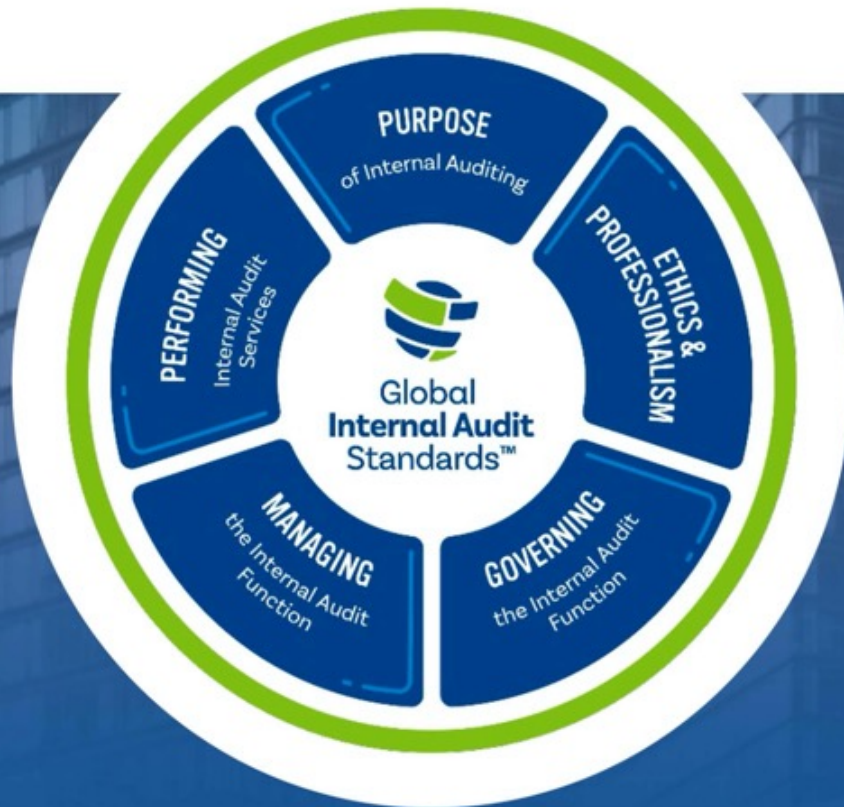 PURPOSE
of Internal Auditing
ETHICS &
PROFESSIONALISM
GOVERNING
the Internal Audit
Function
MANAGING
the Internal Audit
Function
PERFORMING
Internal Audit
Services
Global
Internal Audit
Standards™